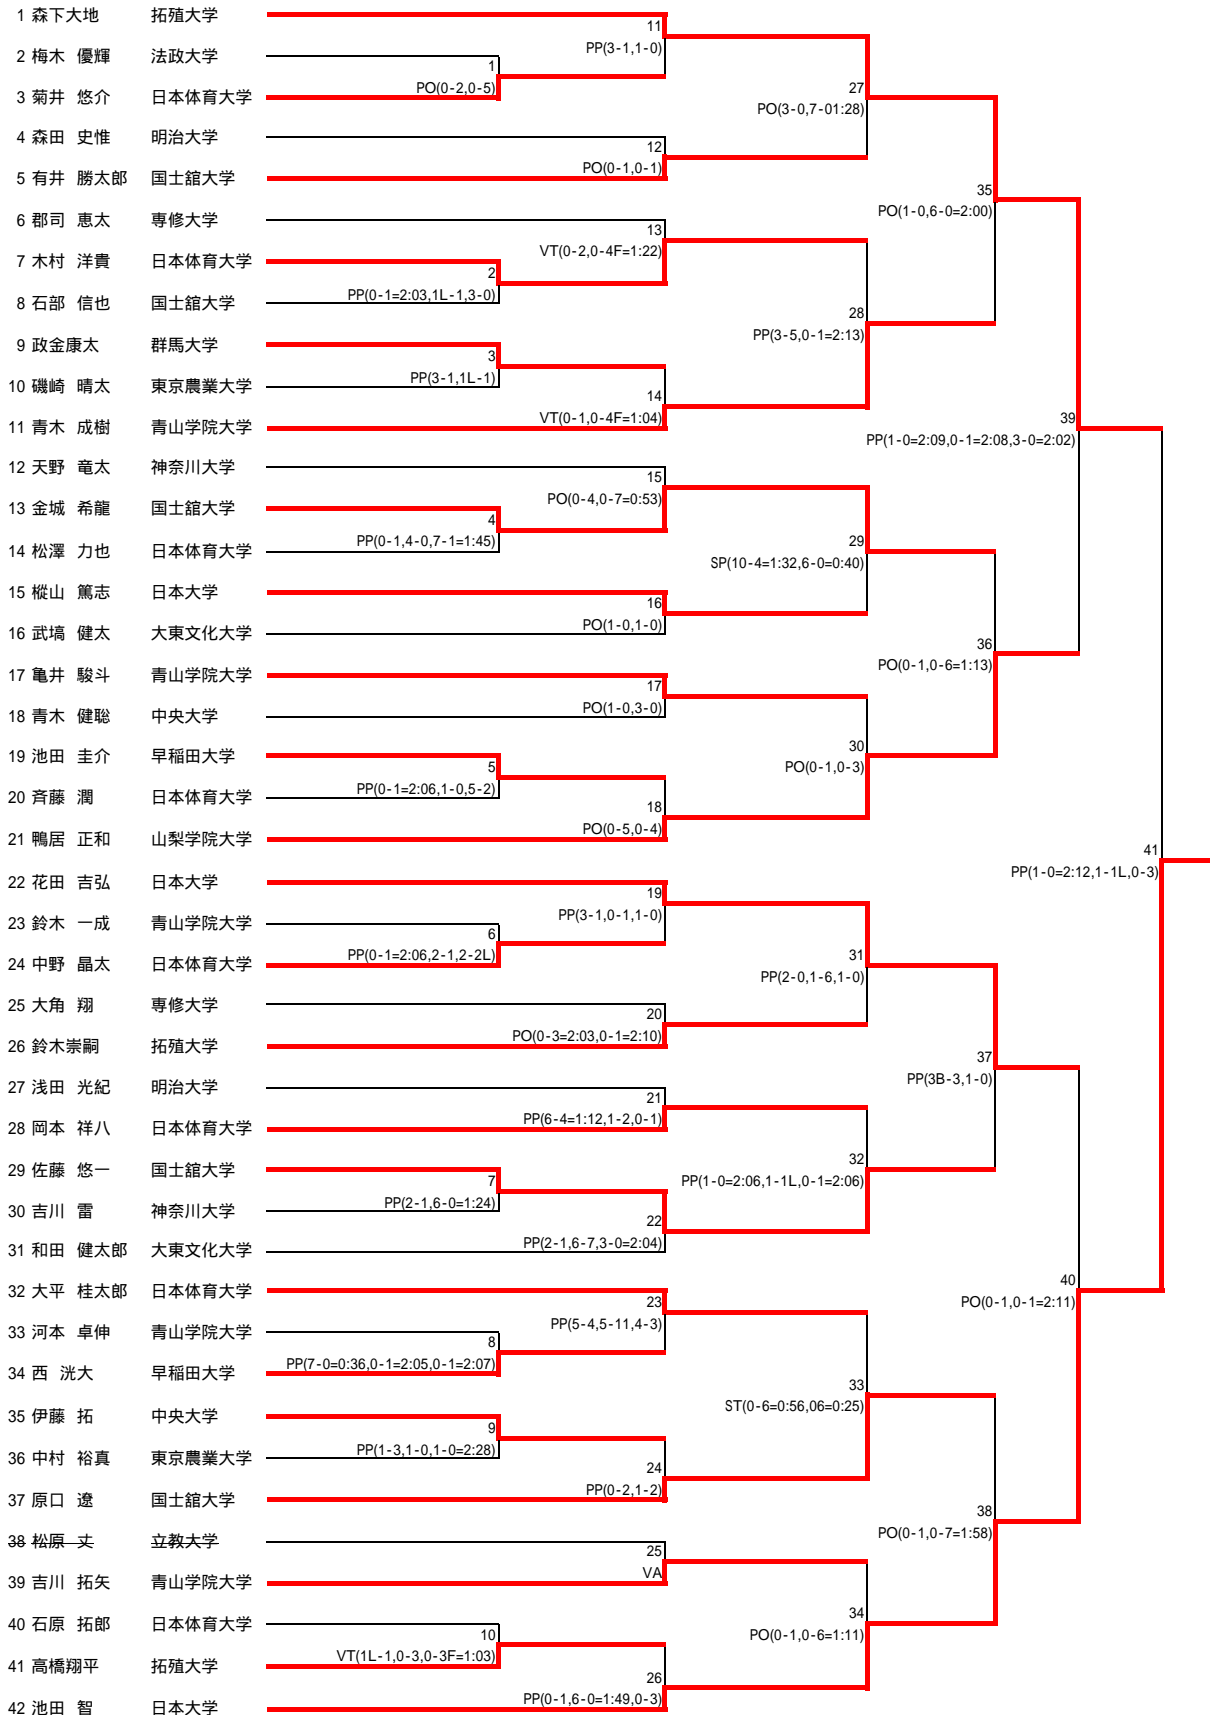 1 森下大地 拓殖大学
11
PP(3-1,1-0)
2 梅木 優輝 法政大学
1
PO(0-2,0-5)
3 菊井 悠介 日本体育大学
27
PO(3-0,7-01:28)
4 森田 史惟 明治大学
12
PO(0-1,0-1)
5 有井 勝太郎 国士舘大学
35
PO(1-0,6-0=2:00)
6 郡司 恵太 専修大学
13
VT(0-2,0-4F=1:22)
7 木村 洋貴 日本体育大学
2
PP(0-1=2:03,1L-1,3-0)
8 石部 信也 国士舘大学
28
PP(3-5,0-1=2:13)
9 政金康太 群馬大学
3
PP(3-1,1L-1)
10 磯崎 晴太 東京農業大学
14
VT(0-1,0-4F=1:04)
11 青木 成樹 青山学院大学
39
PP(1-0=2:09,0-1=2:08,3-0=2:02)
12 天野 竜太 神奈川大学
15
PO(0-4,0-7=0:53)
13 金城 希龍 国士舘大学
4
PP(0-1,4-0,7-1=1:45)
14 松澤 力也 日本体育大学
29
SP(10-4=1:32,6-0=0:40)
15 樅山 篤志 日本大学
16
PO(1-0,1-0)
16 武塙 健太 大東文化大学
36
PO(0-1,0-6=1:13)
17 亀井 駿斗 青山学院大学
17
PO(1-0,3-0)
18 青木 健聡 中央大学
30
PO(0-1,0-3)
19 池田 圭介 早稲田大学
5
PP(0-1=2:06,1-0,5-2)
20 斉藤 潤 日本体育大学
18
PO(0-5,0-4)
21 鴨居 正和 山梨学院大学
41
PP(1-0=2:12,1-1L,0-3)
22 花田 吉弘 日本大学
19
PP(3-1,0-1,1-0)
23 鈴木 一成 青山学院大学
6
PP(0-1=2:06,2-1,2-2L)
24 中野 晶太 日本体育大学
31
PP(2-0,1-6,1-0)
25 大角 翔 専修大学
20
PO(0-3=2:03,0-1=2:10)
26 鈴木崇嗣 拓殖大学
37
PP(3B-3,1-0)
27 浅田 光紀 明治大学
21
PP(6-4=1:12,1-2,0-1)
28 岡本 祥八 日本体育大学
32
PP(1-0=2:06,1-1L,0-1=2:06)
29 佐藤 悠一 国士舘大学
7
PP(2-1,6-0=1:24)
30 吉川 雷 神奈川大学
22
PP(2-1,6-7,3-0=2:04)
31 和田 健太郎 大東文化大学
40
PO(0-1,0-1=2:11)
32 大平 桂太郎 日本体育大学
23
PP(5-4,5-11,4-3)
33 河本 卓伸 青山学院大学
8
PP(7-0=0:36,0-1=2:05,0-1=2:07)
34 西 洸大 早稲田大学
33
ST(0-6=0:56,06=0:25)
35 伊藤 拓 中央大学
9
PP(1-3,1-0,1-0=2:28)
36 中村 裕真 東京農業大学
24
PP(0-2,1-2)
37 原口 遼 国士舘大学
38
PO(0-1,0-7=1:58)
38 松原 丈 立教大学
25
VA
39 吉川 拓矢 青山学院大学
34
PO(0-1,0-6=1:11)
40 石原 拓郎 日本体育大学
10
VT(1L-1,0-3,0-3F=1:03)
41 高橋翔平 拓殖大学
26
PP(0-1,6-0=1:49,0-3)
42 池田 智 日本大学